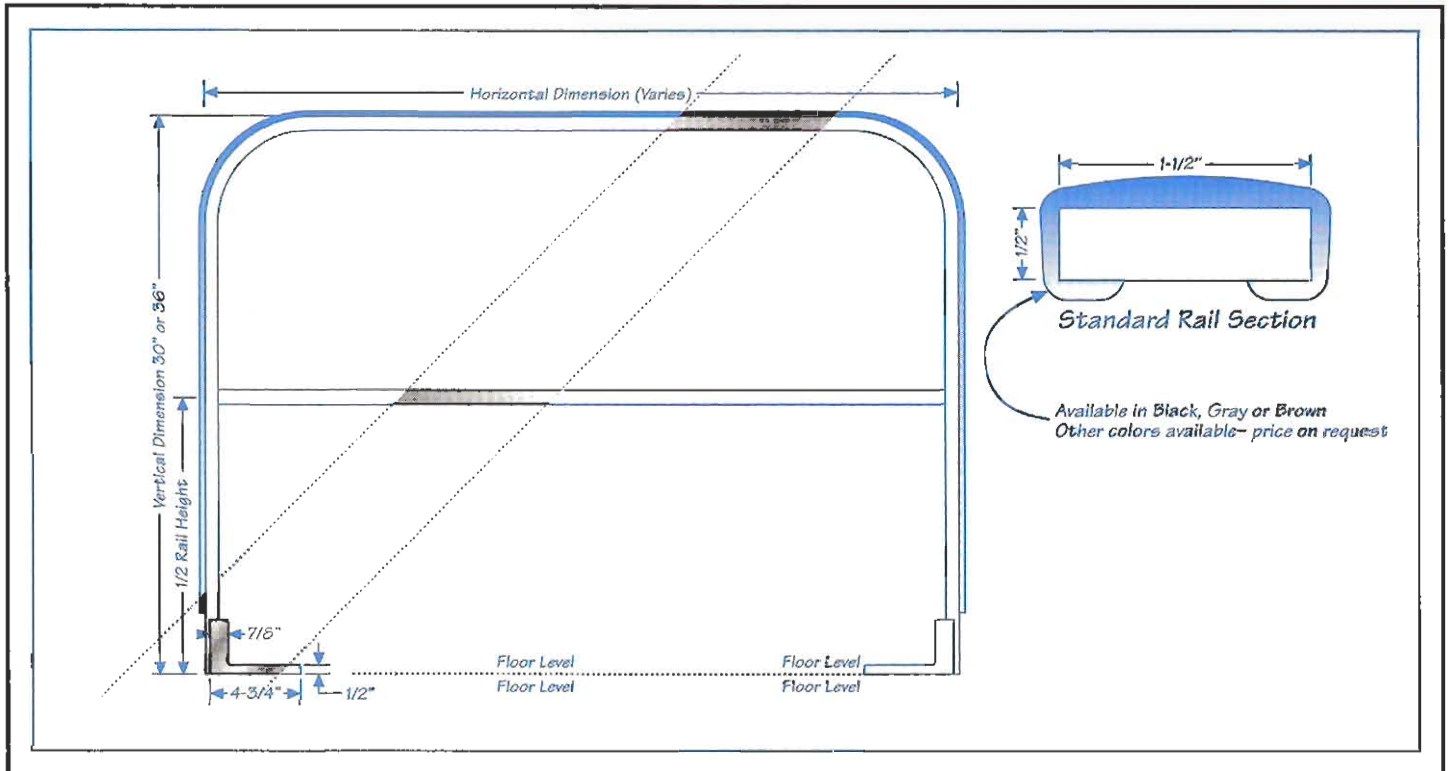 Horizontal Dimension (Varies)
Vertical Dimension 30" or 36"
1/2 Rail Height
7/8"
4-3/4"
1/2"
Floor Level
Floor Level
Floor Level
Floor Level
1-1/2"
1/2"
Standard Rail Section
Available in Black, Gray or Brown
Other colors available- price on request